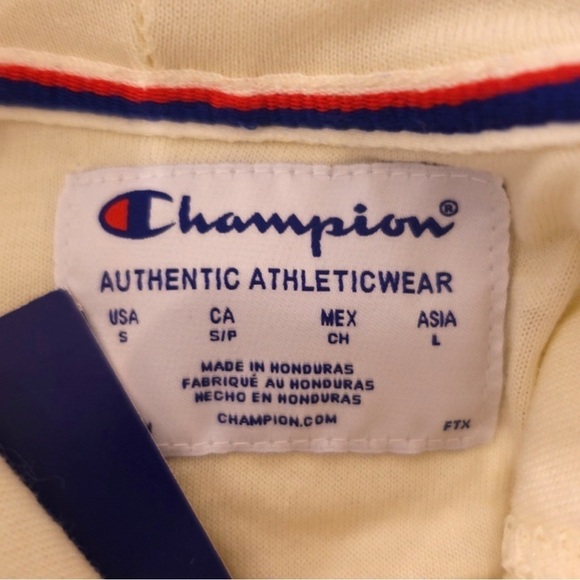 Champion®
AUTHENTIC ATHLETICWEAR
USA CA MEX ASIA
S S/P CH L
MADE IN HONDURAS
FABRIQUÉ AU HONDURAS
HECHO EN HONDURAS
CHAMPION.COM
FTX